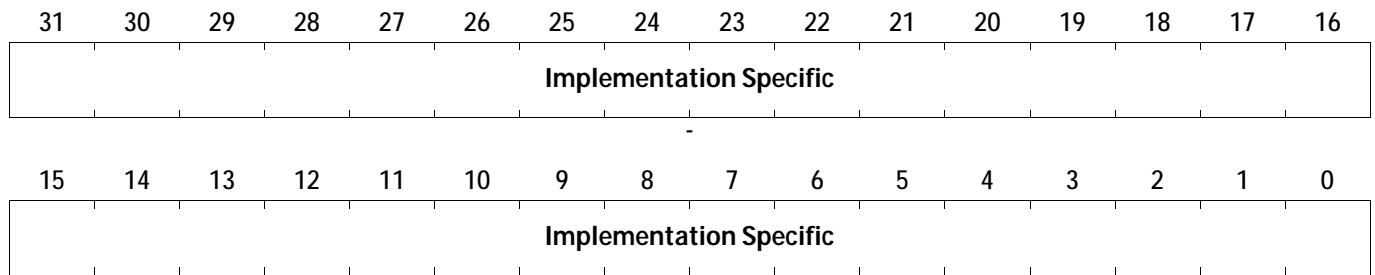 31 30 29 28 27 26 25 24 23 22 21 20 19 18 17 16
Implementation Specific
-
15 14 13 12 11 10 9 8 7 6 5 4 3 2 1 0
Implementation Specific